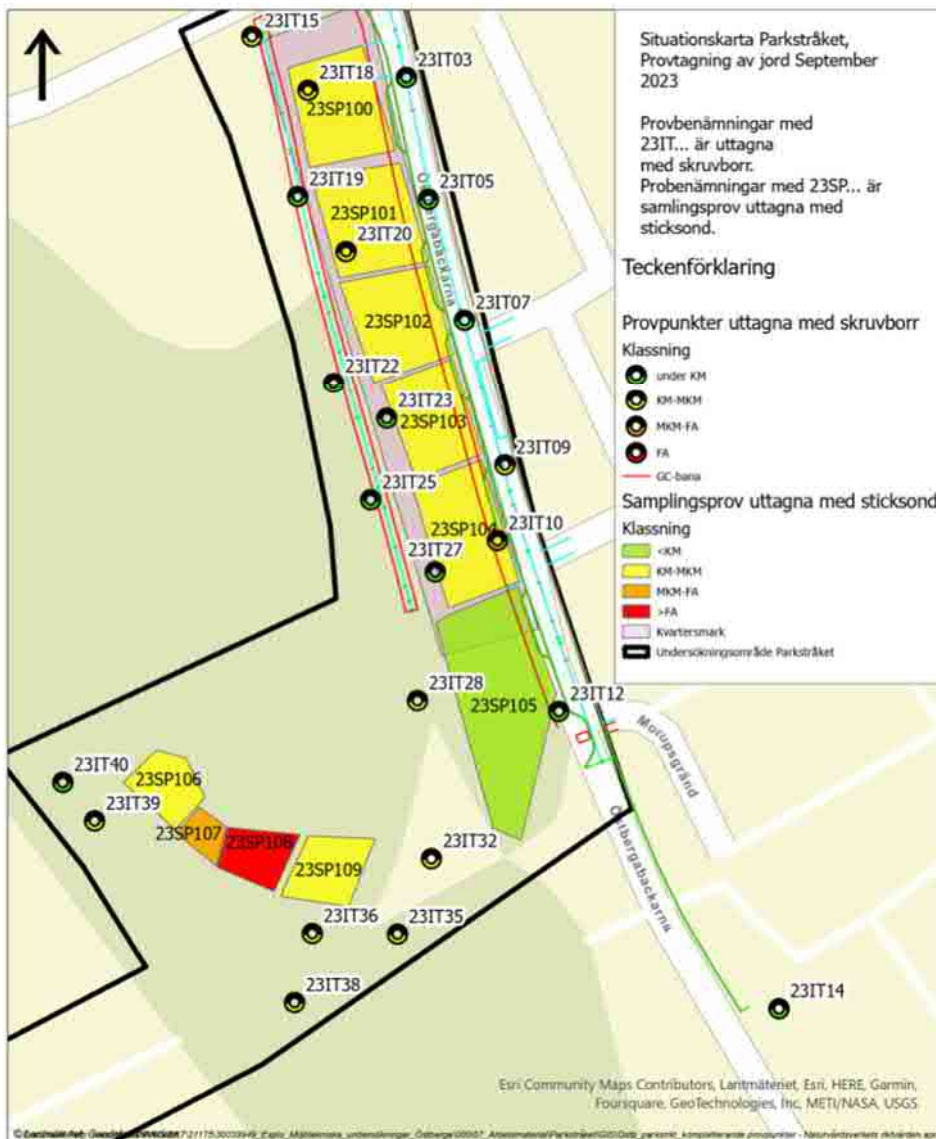 Situationskarta Parkstråket,
Provtagning av jord September
2023
Provbenämningar med
23IT... är uttagna
med skruvborr.
Probenämningar med 23SP... är
samlingsprov uttagna med
sticksond.
Teckenförklaring
Provpunkter uttagna med skruvborr
Klassning
under KM
KM-MKM
MKM-FA
FA
GC-bana
Samplingsprov uttagna med sticksond
Klassning
<KM
KM-MKM
MKM-FA
>FA
Kvartersmark
Undersökningsområde Parkstråket
23IT15
23IT03
23IT18
23SP100
23IT19
23IT05
23SP101
23IT20
Östbergabackarna
23IT07
23SP102
23IT22
23IT23
23SP103
23IT09
23IT25
23SP104
23IT10
23IT27
23IT28
23SP105
23IT12
Morupsgränd
23IT40
23SP106
23IT39
23SP107
23SP108
23SP109
23IT32
Östbergabackarna
23IT36
23IT35
23IT38
23IT14
Esri Community Maps Contributors, Lantmäteriet, Esri, HERE, Garmin,
Foursquare, GeoTechnologies, Inc, METI/NASA, USGS